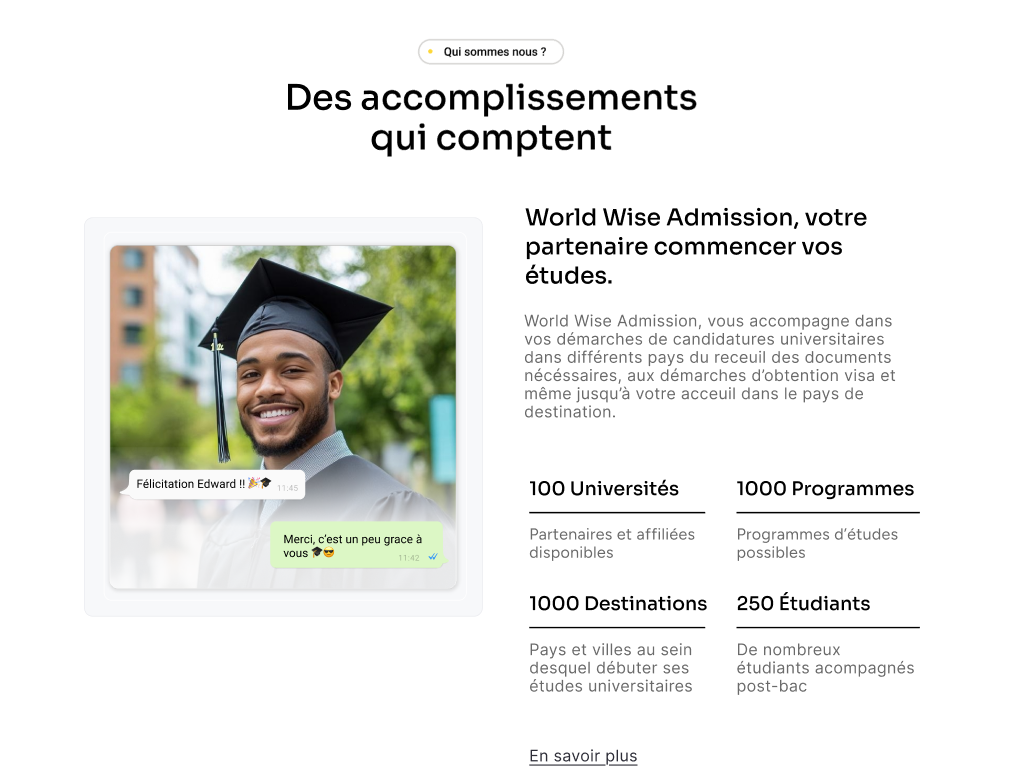 Qui sommes nous ?
Des accomplissements
qui comptent
World Wise Admission, votre
partenaire commencer vos
études.
World Wise Admission, vous accompagne dans
vos démarches de candidatures universitaires
dans différents pays du receuil des documents
nécéssaires, aux démarches d’obtention visa et
même jusqu’à votre acceuil dans le pays de
destination.
Félicitation Edward !! 🎉🎓 11:45
Merci, c’est un peu grace à
vous 🎓😎 11:42
100 Universités
Partenaires et affiliées
disponibles
1000 Programmes
Programmes d’études
possibles
1000 Destinations
Pays et villes au sein
desquel débuter ses
études universitaires
250 Étudiants
De nombreux
étudiants acompagnés
post-bac
En savoir plus